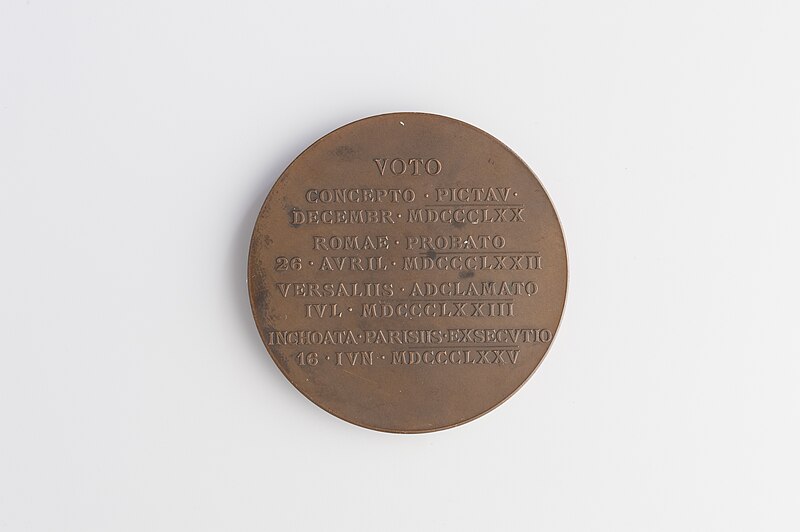 VOTO
CONCEPTO · PICTAV ·
DECEMBR · MDCCCLXX
ROMAE · PROBATO
26 · AVRIL · MDCCCLXXII
VERSALIIS · ADCLAMATO
IVL · MDCCCLXXIII
INCHOATA · PARISIIS · EXSECVTIO
16 · IVN · MDCCCLXXV